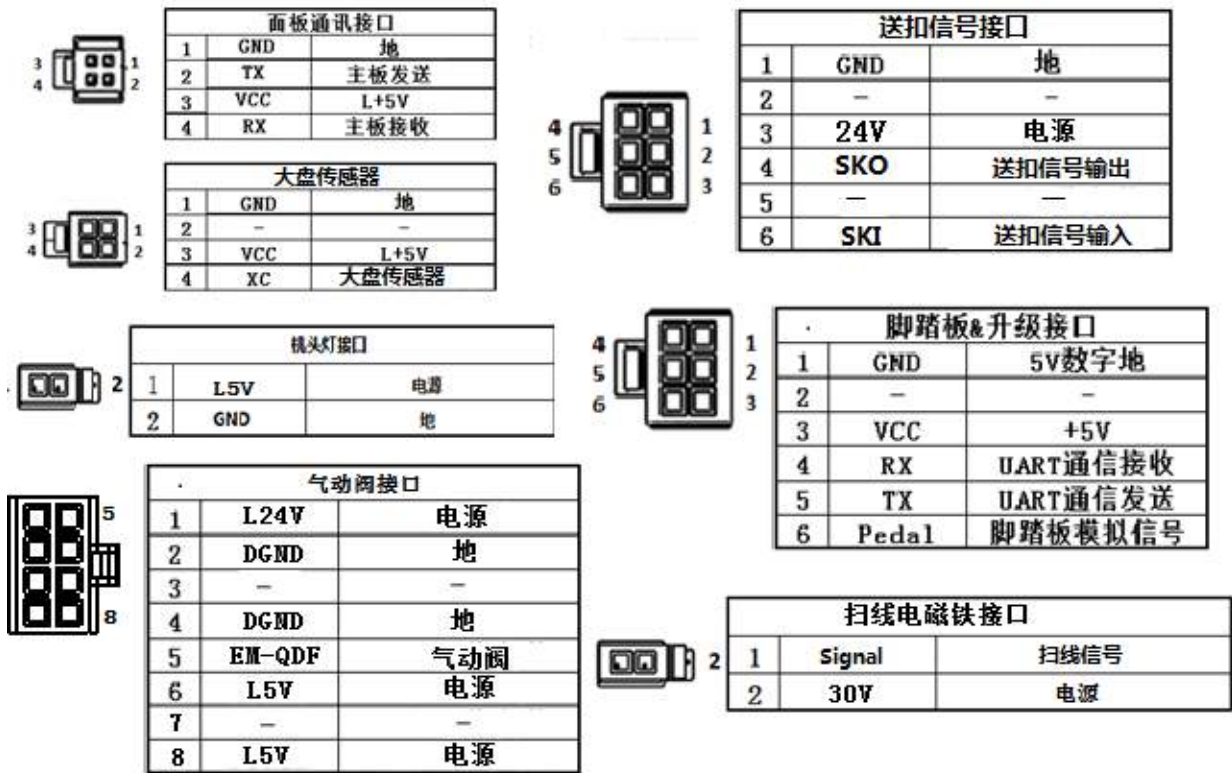 面板通讯接口
1 GND 地
2 TX 主板发送
3 VCC L+5V
4 RX 主板接收
3 1
4 2
大盘传感器
1 GND 地
2 - -
3 VCC L+5V
4 XC 大盘传感器
3 1
4 2
机头灯接口
1 L5V 电源
2 GND 地
2
气动阀接口
1 L24V 电源
2 DGND 地
3 - -
4 DGND 地
5 EM-QDF 气动阀
6 L5V 电源
7 - -
8 L5V 电源
5
8
送扣信号接口
1 GND 地
2 - -
3 24V 电源
4 SKO 送扣信号输出
5 - -
6 SKI 送扣信号输入
4 1
5 2
6 3
脚踏板&升级接口
1 GND 5V数字地
2 - -
3 VCC +5V
4 RX UART通信接收
5 TX UART通信发送
6 Pedal 脚踏板模拟信号
4 1
5 2
6 3
扫线电磁铁接口
1 Signal 扫线信号
2 30V 电源
2